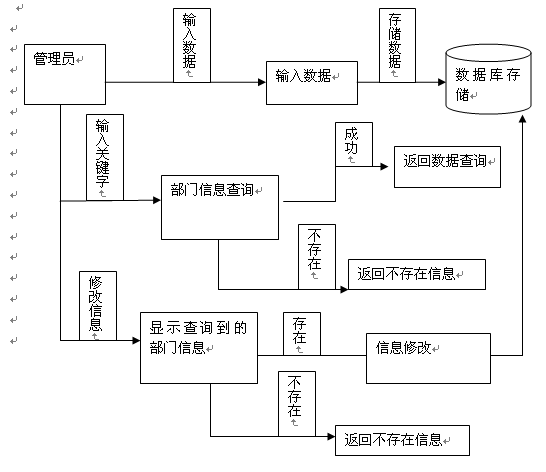 输入数据
存储数据
管理员
输入数据
数据库存
储
输入关键字
成功
返回数据查询
部门信息查询
不存在
返回不存在信息
修改信息
显示查询到的
部门信息
存在
信息修改
不存在
返回不存在信息